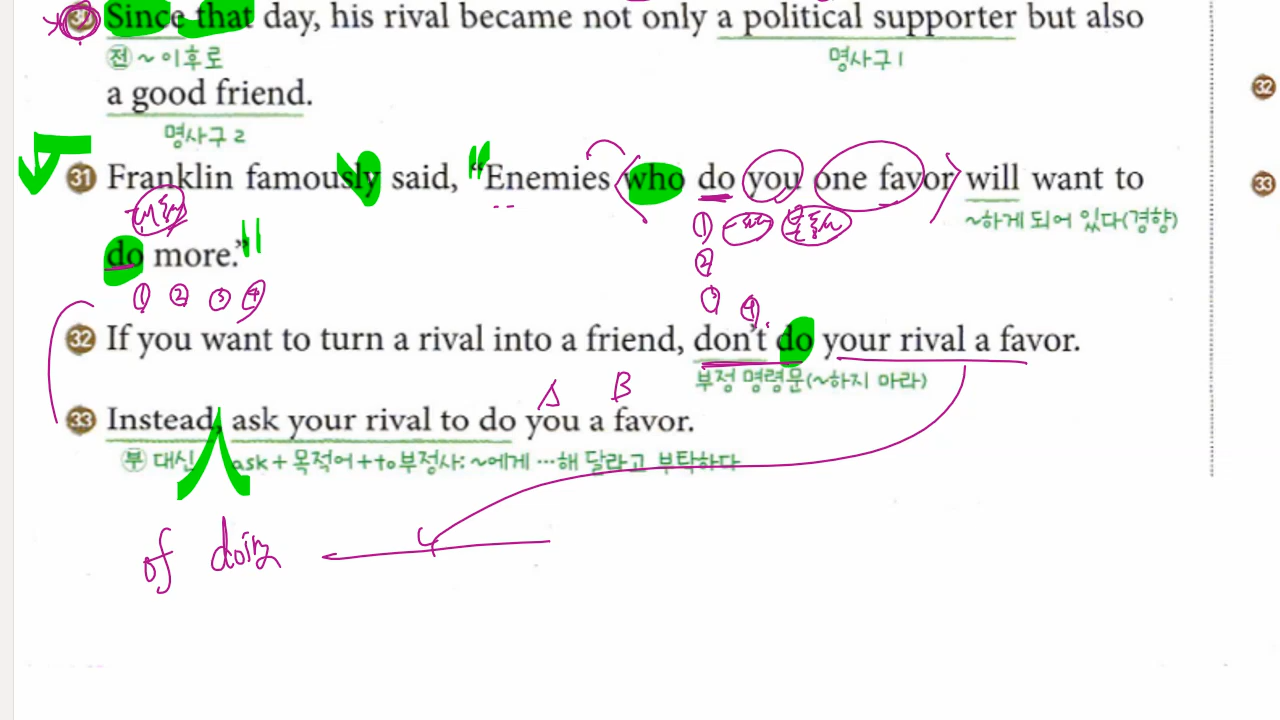 Since that day, his rival became not only a political supporter but also
전 ~ 이후로 명사구 1
a good friend.
명사구 2
31 Franklin famously said, “Enemies who do you one favor will want to
~하게 되어 있다(경향)
① ② ③ ④
do more.”
① ② ③ ④
32 If you want to turn a rival into a friend, don’t do your rival a favor.
부정 명령문(~하지 마라)
A B
33 Instead, ask your rival to do you a favor.
부 대신 ask + 목적어 + to부정사: ~에게 …해 달라고 부탁하다
of doing
32
33